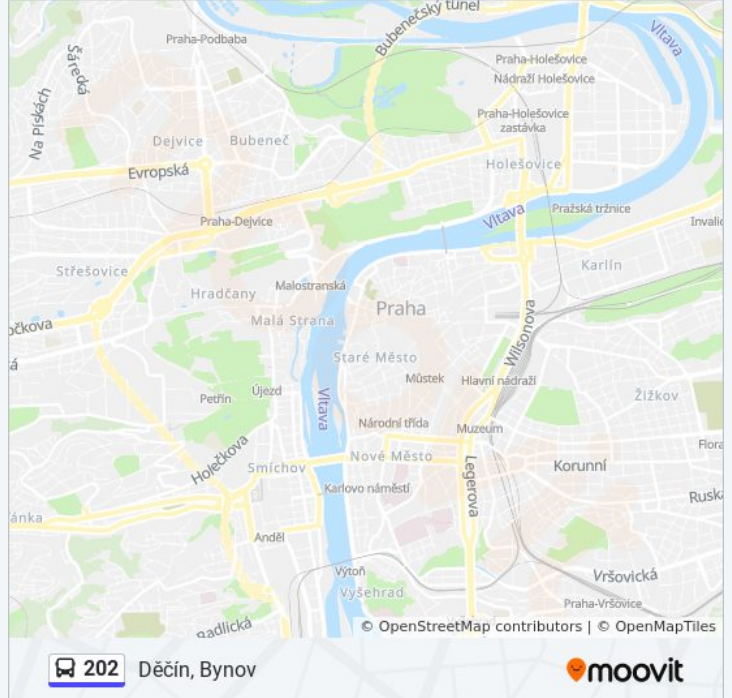 Bubenečský tunel
Praha-Podbaba
Vltava
Šárecká
Praha-Holešovice
Nádraží Holešovice
Na Pískách
Praha-Holešovice
zastávka
Dejvice
Bubeneč
Holešovice
Evropská
Vltava
Pražská tržnice
Praha-Dejvice
Invalid
Střešovice
Karlín
Malostranská
Hradčany
Praha
Malá Strana
očkova
Wilsonova
Staré Město
á
Můstek
Hlavní nádraží
Újezd
Petřín
Vltava
Žižkov
Národní třída
Muzeum
Flora
Holečkova
Nové Město
Smíchov
Korunní
Legerova
Karlovo náměstí
Ruska
ánka
Anděl
Výtoň
Vršovická
Vyšehrad
Praha-Vršovice
Radlická
© OpenStreetMap contributors | © OpenMapTiles
202 Děčín, Bynov
moovit